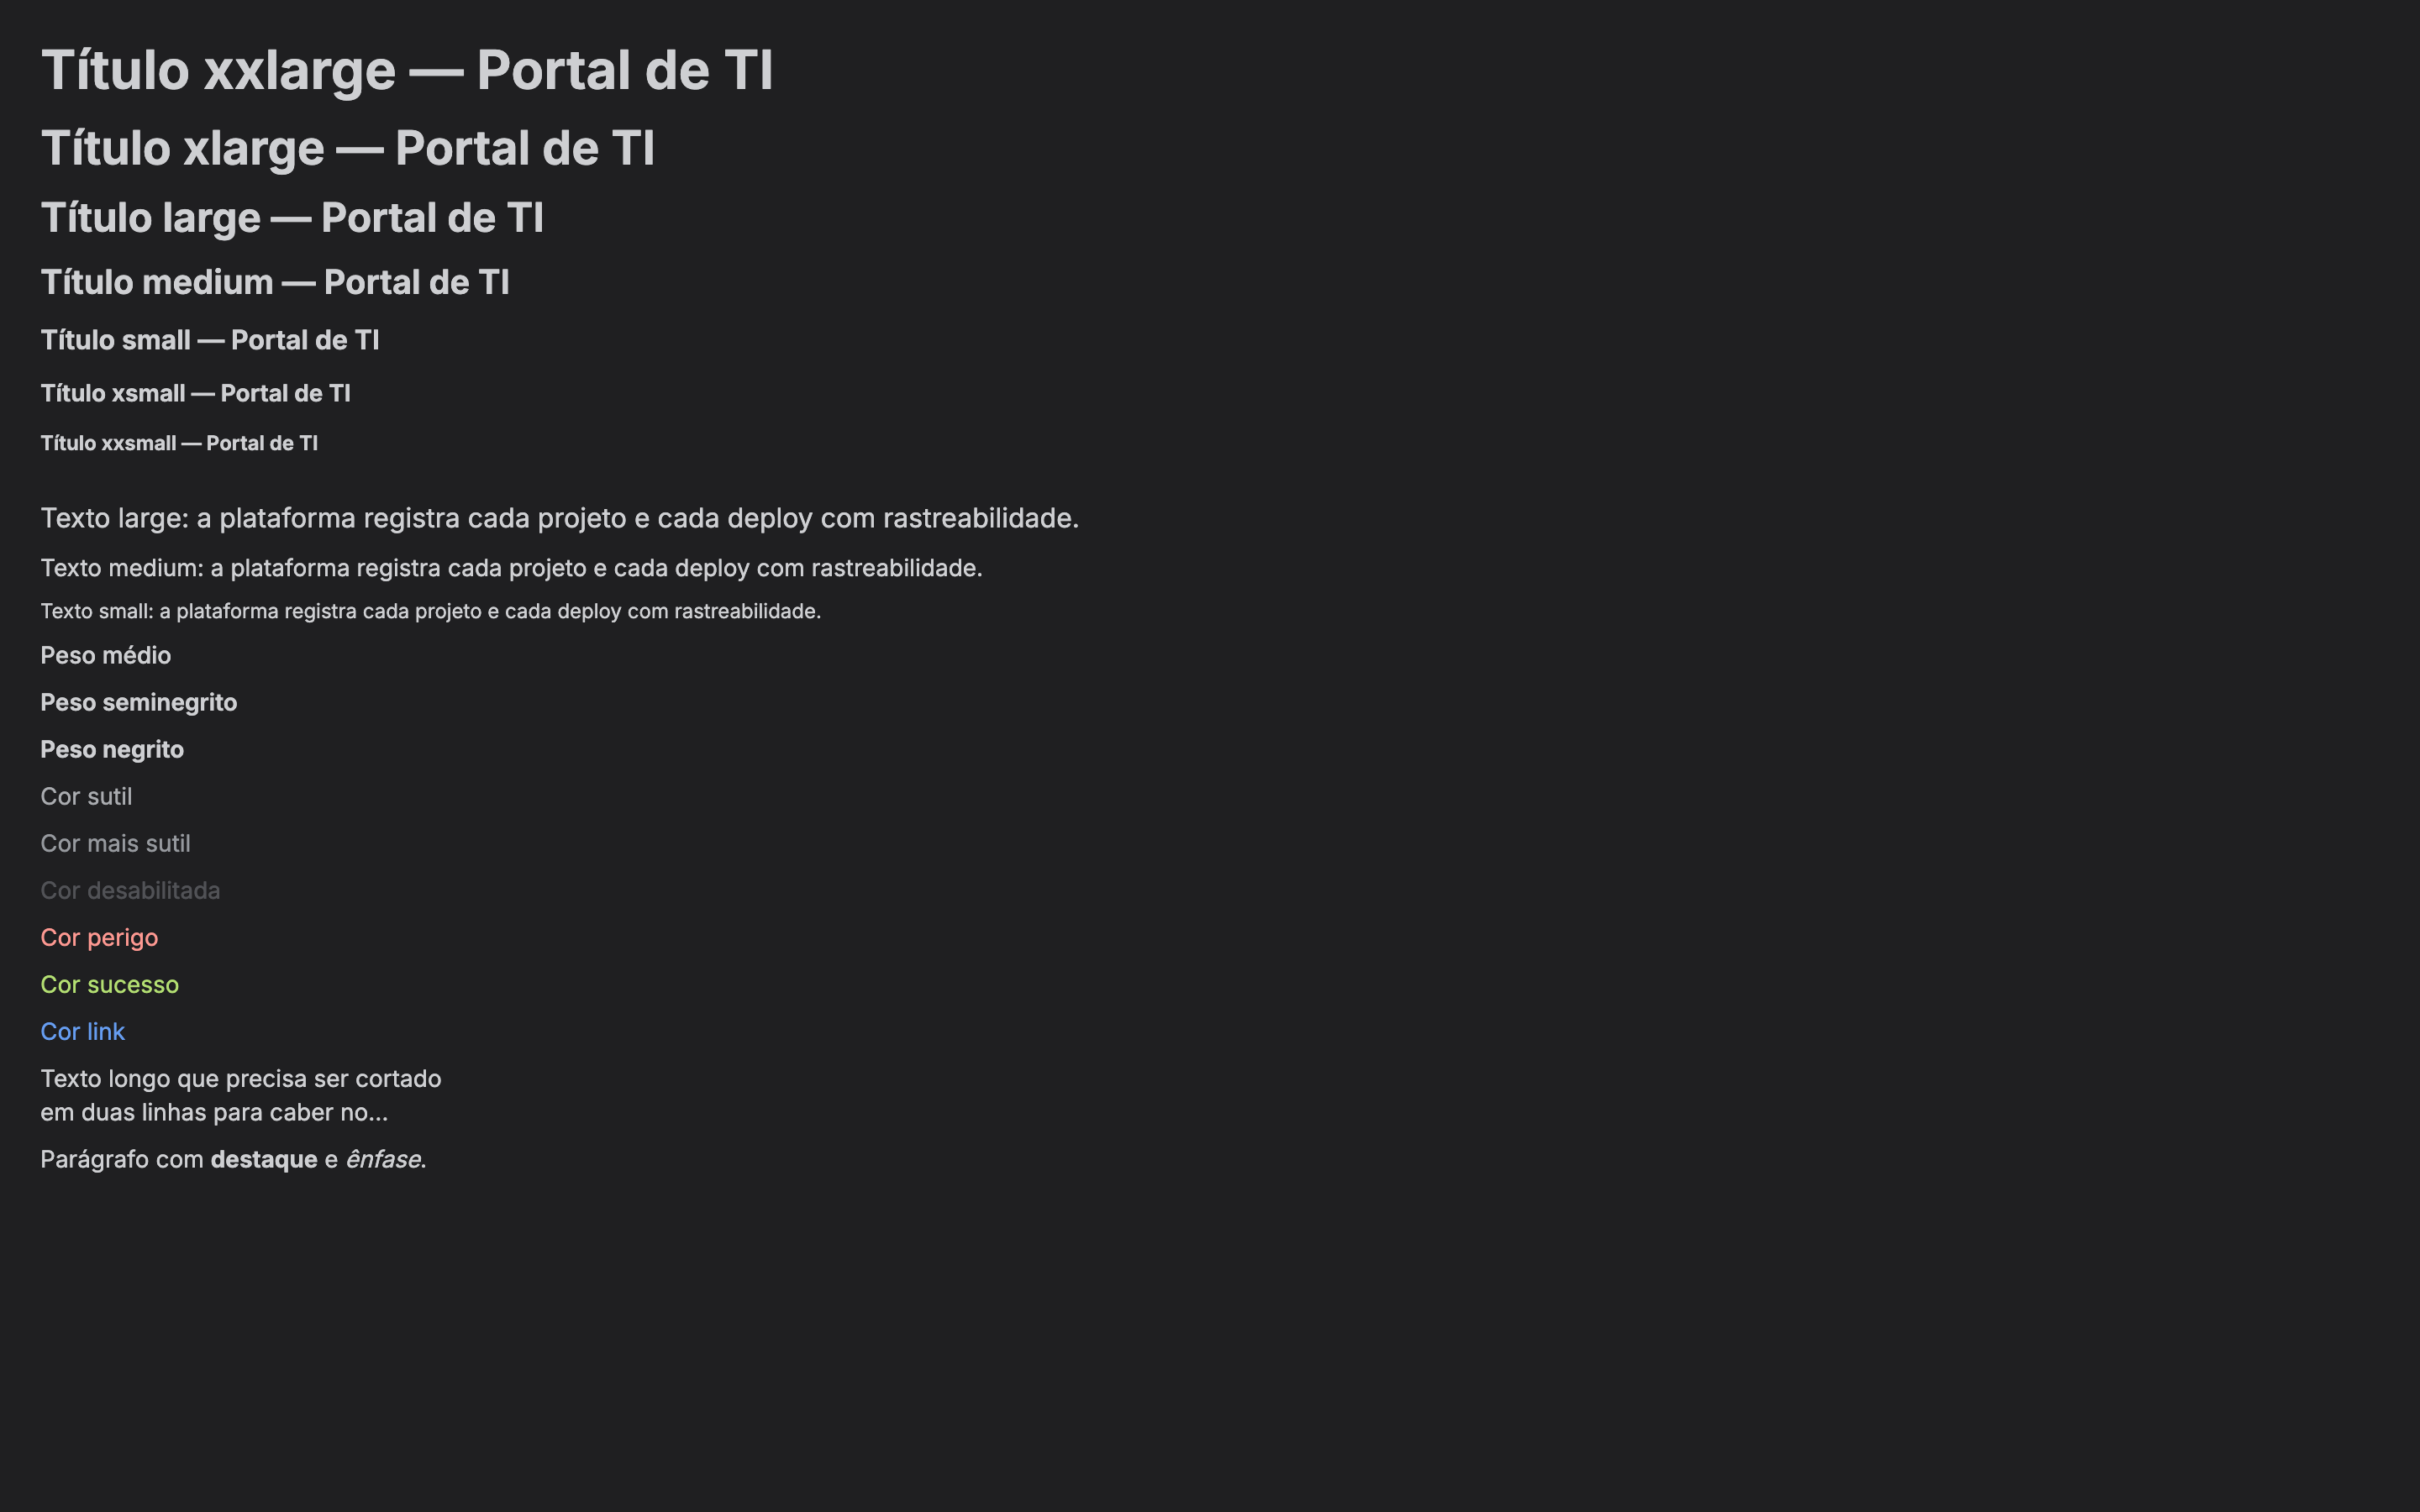 Título xxlarge — Portal de TI
Título xlarge — Portal de TI
Título large — Portal de TI
Título medium — Portal de TI
Título small — Portal de TI
Título xsmall — Portal de TI
Título xxsmall — Portal de TI
Texto large: a plataforma registra cada projeto e cada deploy com rastreabilidade.
Texto medium: a plataforma registra cada projeto e cada deploy com rastreabilidade.
Texto small: a plataforma registra cada projeto e cada deploy com rastreabilidade.
Peso médio
Peso seminegrito
Peso negrito
Cor sutil
Cor mais sutil
Cor desabilitada
Cor perigo
Cor sucesso
Cor link
Texto longo que precisa ser cortado
em duas linhas para caber no...
Parágrafo com destaque e ênfase.